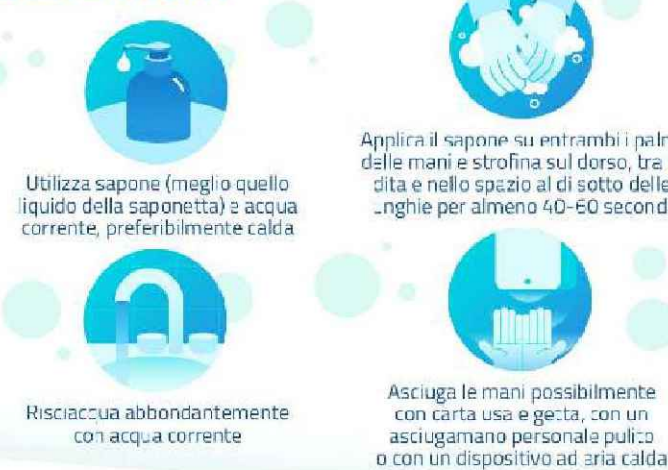 Utilizza sapone (meglio quello
liquido della saponetta) e acqua
corrente, preferibilmente calda
Applica il sapone su entrambi i palm
delle mani e strofina sul dorso, tra
dita e nello spazio al di sotto delle
unghie per almeno 40-60 second
Risciacqua abbondantemente
con acqua corrente
Asciuga le mani possibilmente
con carta usa e getta, con un
asciugamano personale pulito
o con un dispositivo ad aria calda